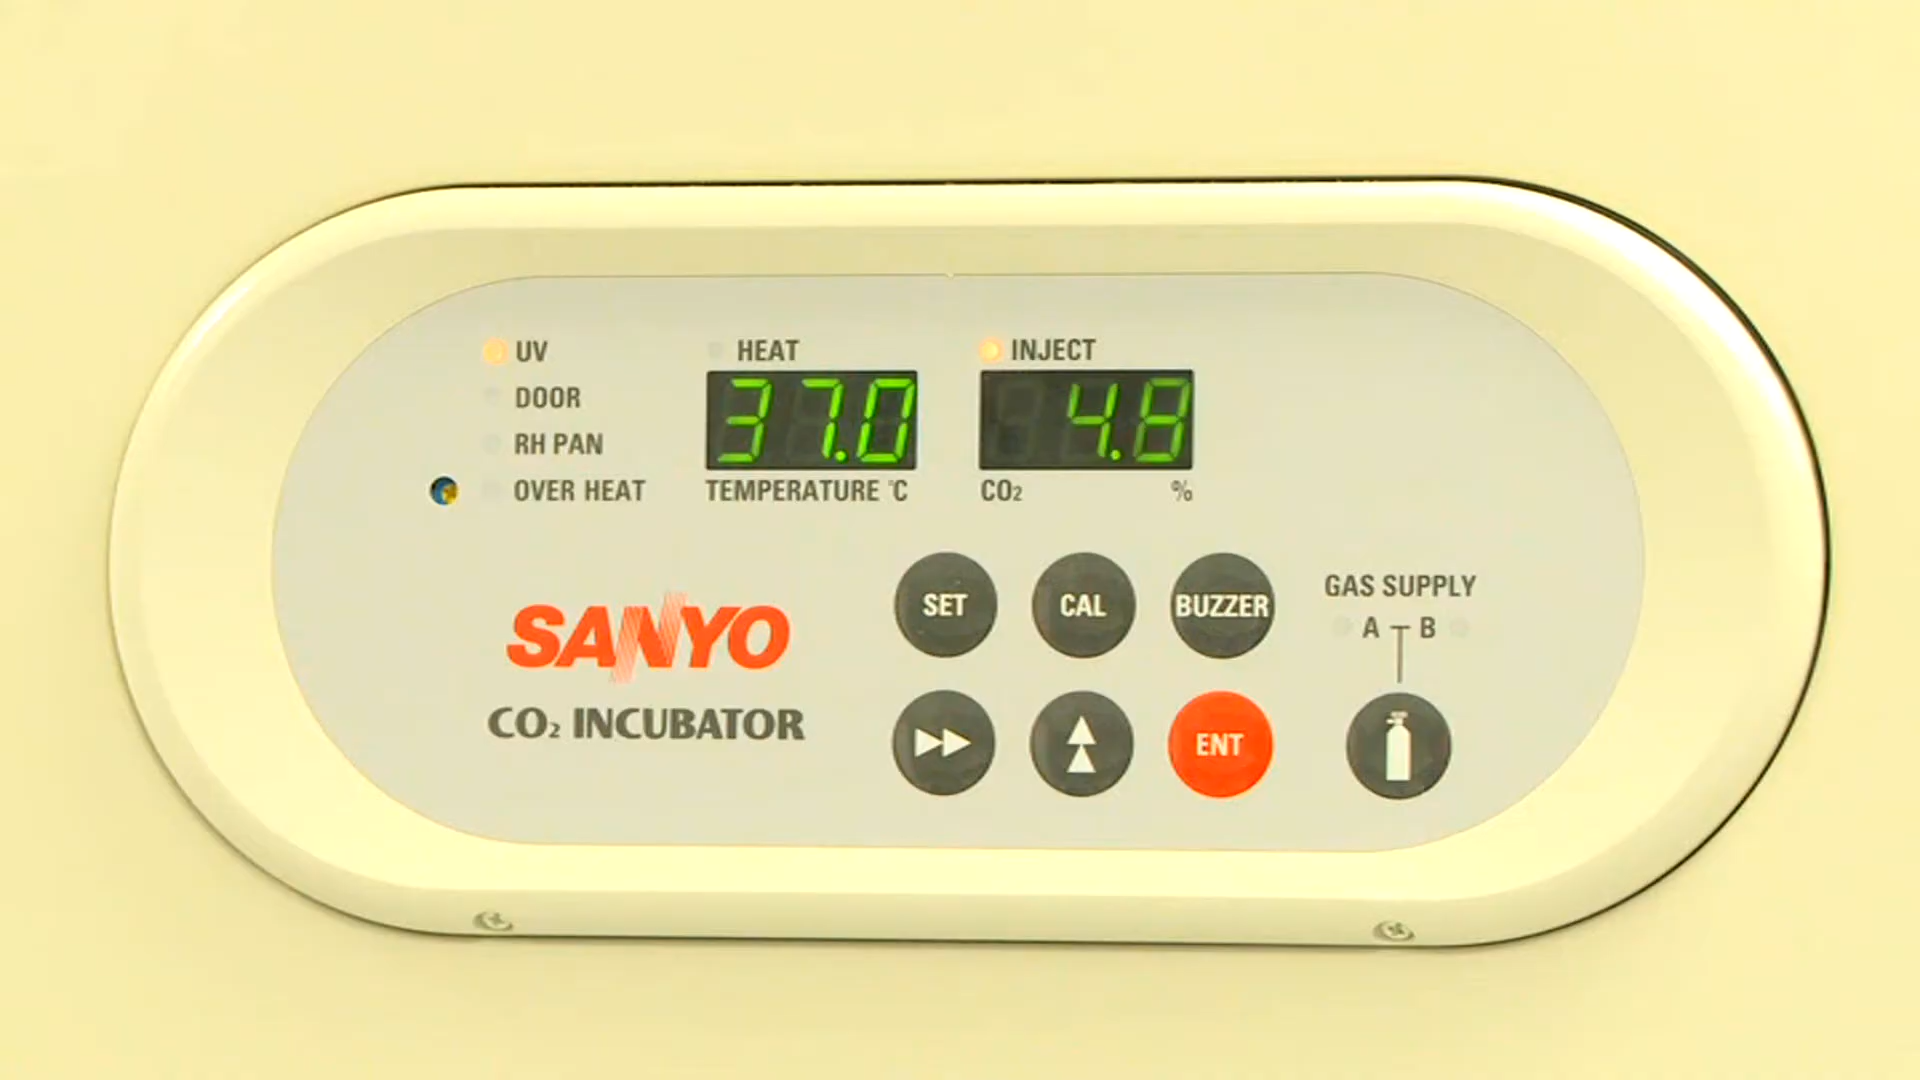 UV
HEAT
INJECT
DOOR
RH PAN
OVER HEAT
37.0
4.8
TEMPERATURE °C
CO₂ %
SET
CAL
BUZZER
GAS SUPPLY
A B
SANYO
CO₂ INCUBATOR
ENT